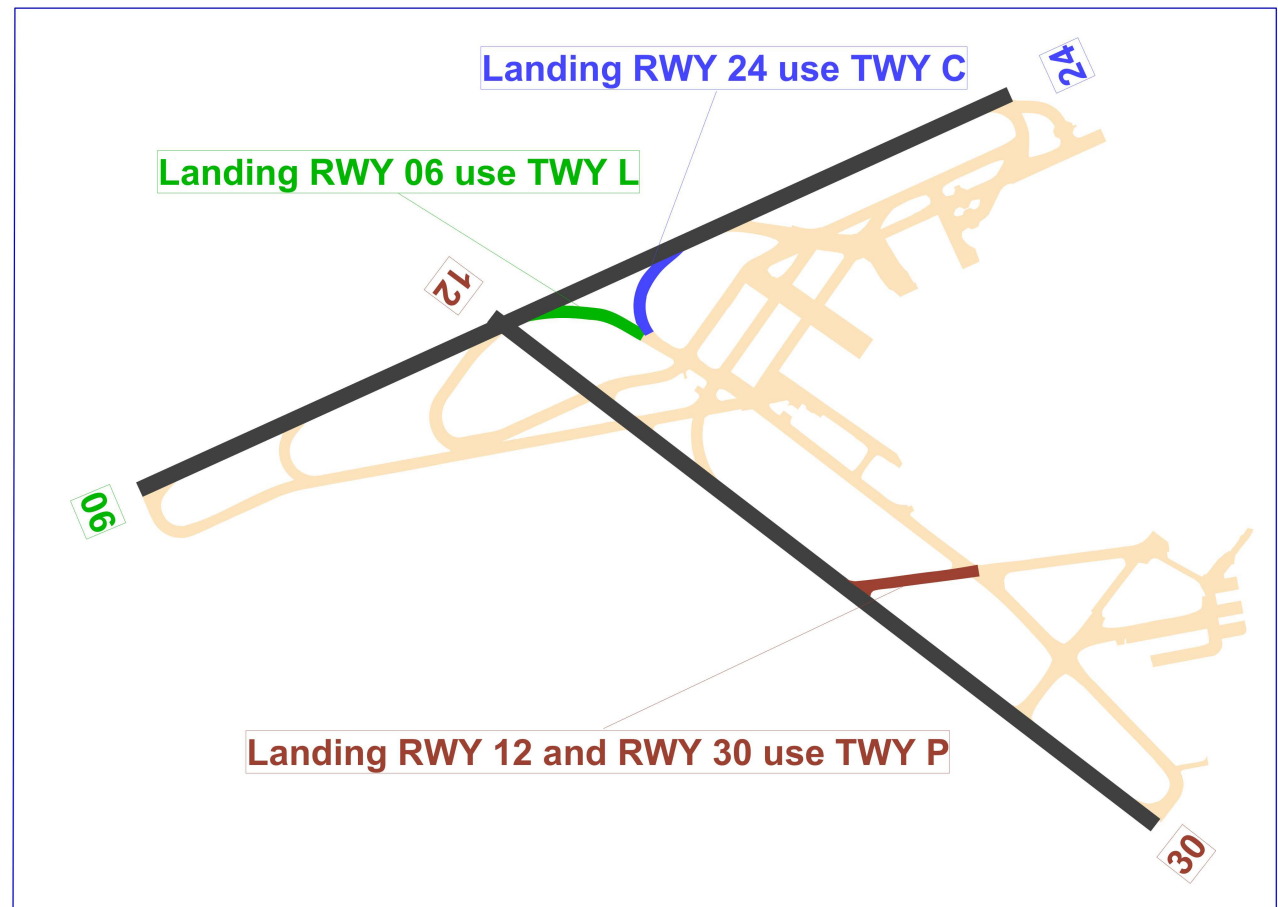 Landing RWY 24 use TWY C
24
Landing RWY 06 use TWY L
12
06
Landing RWY 12 and RWY 30 use TWY P
30